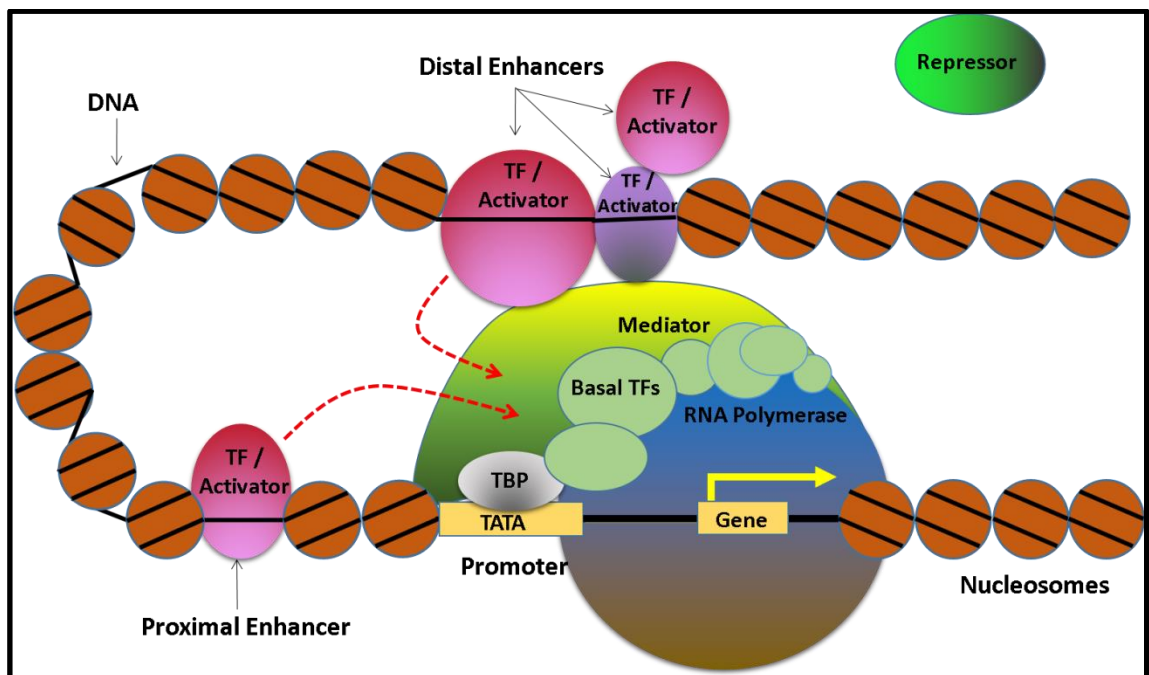 Repressor
Distal Enhancers
DNA
TF /
Activator
TF /
Activator
TF /
Activator
Mediator
Basal TFs
RNA Polymerase
TF /
Activator
TBP
TATA
Gene
Promoter
Nucleosomes
Proximal Enhancer